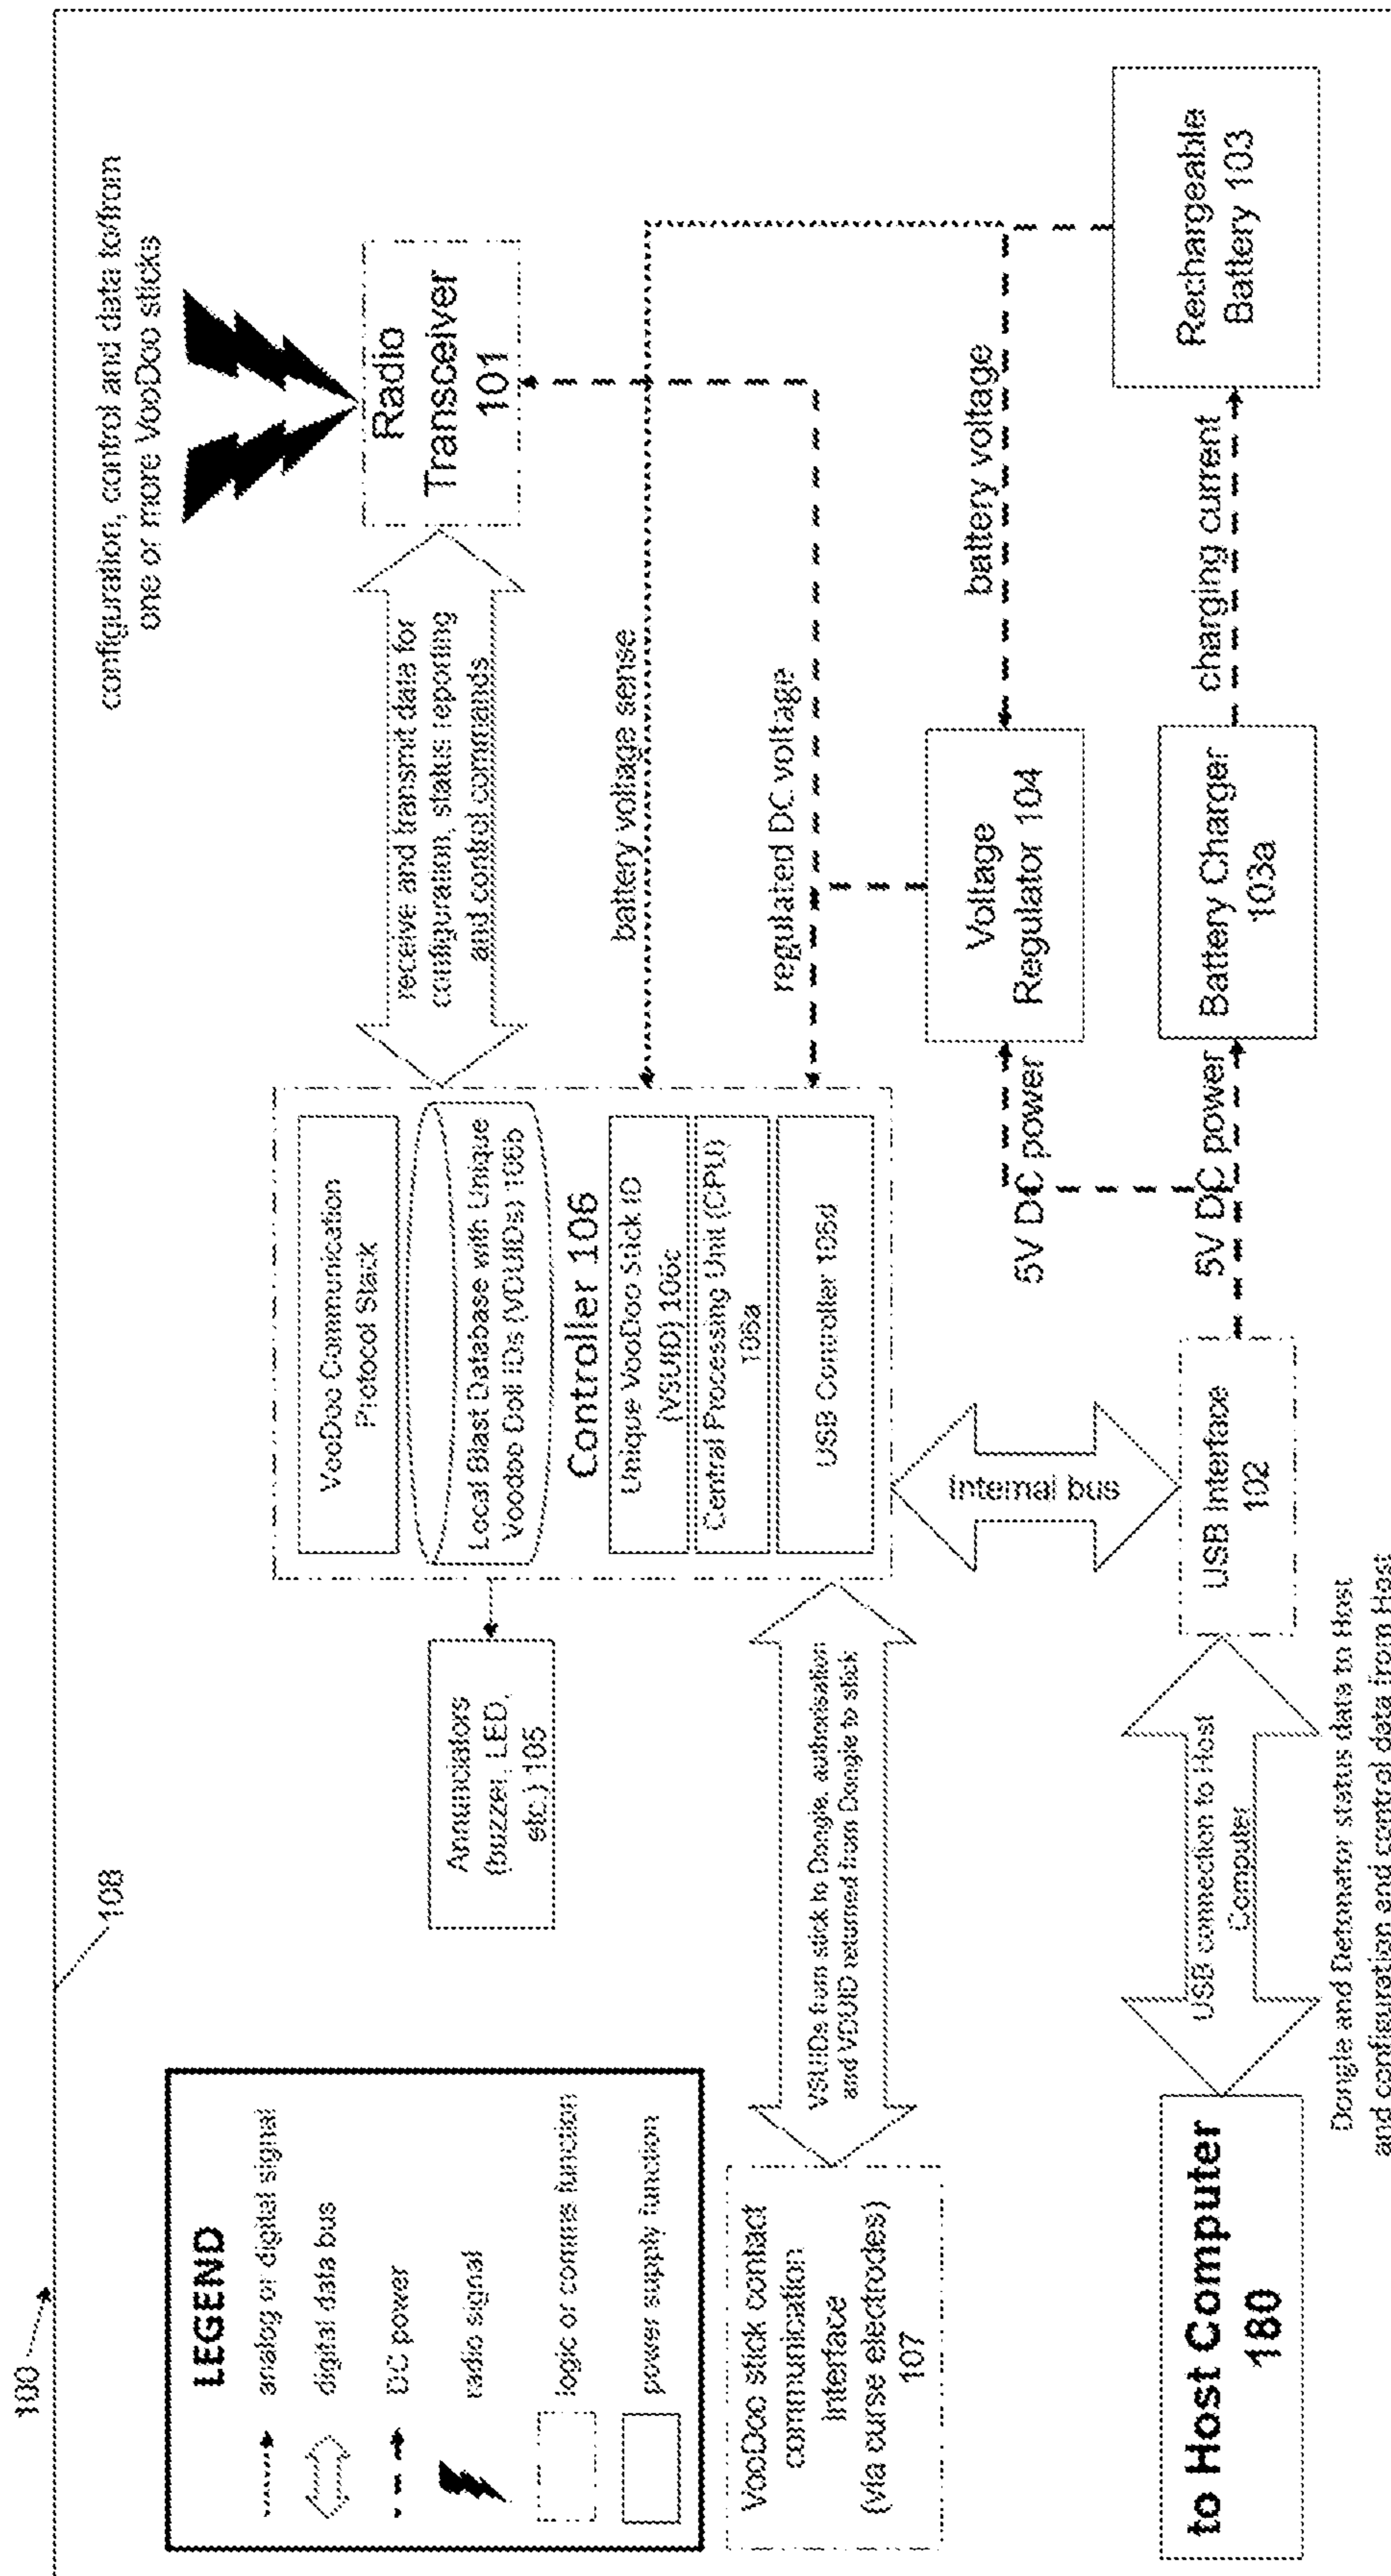 100
108
configuration, control and data to/from
one or more VooDoo sticks
Radio
Transceiver
101
receive and transmit data for
configuration, status reporting
and control commands
VooDoo Communication
Protocol Stack
Local Blast Database with Unique
Voodoo Doll IDs (VDUIDs) 106b
Controller 106
Unique VooDoo Stick ID
(VSUID) 106c
Central Processing Unit (CPU)
106a
USB Controller 106d
Annunciators
(buzzer, LED,
etc.) 105
battery voltage sense
regulated DC voltage
battery voltage
Rechargeable
Battery 103
charging current
Voltage
Regulator 104
Battery Charger
103a
5V DC power
5V DC power
Internal bus
USB Interface
102
VSUIDs from stick to Dongle, authorisation
and VDUID returned from Dongle to stick
USB connection to Host
Computer
Dongle and Detonator status data to Host
and configuration and control data from Host
LEGEND
analog or digital signal
digital data bus
DC power
radio signal
logic or comms function
power supply function
VooDoo stick contact
communication
interface
(via curse electrodes)
107
to Host Computer
180